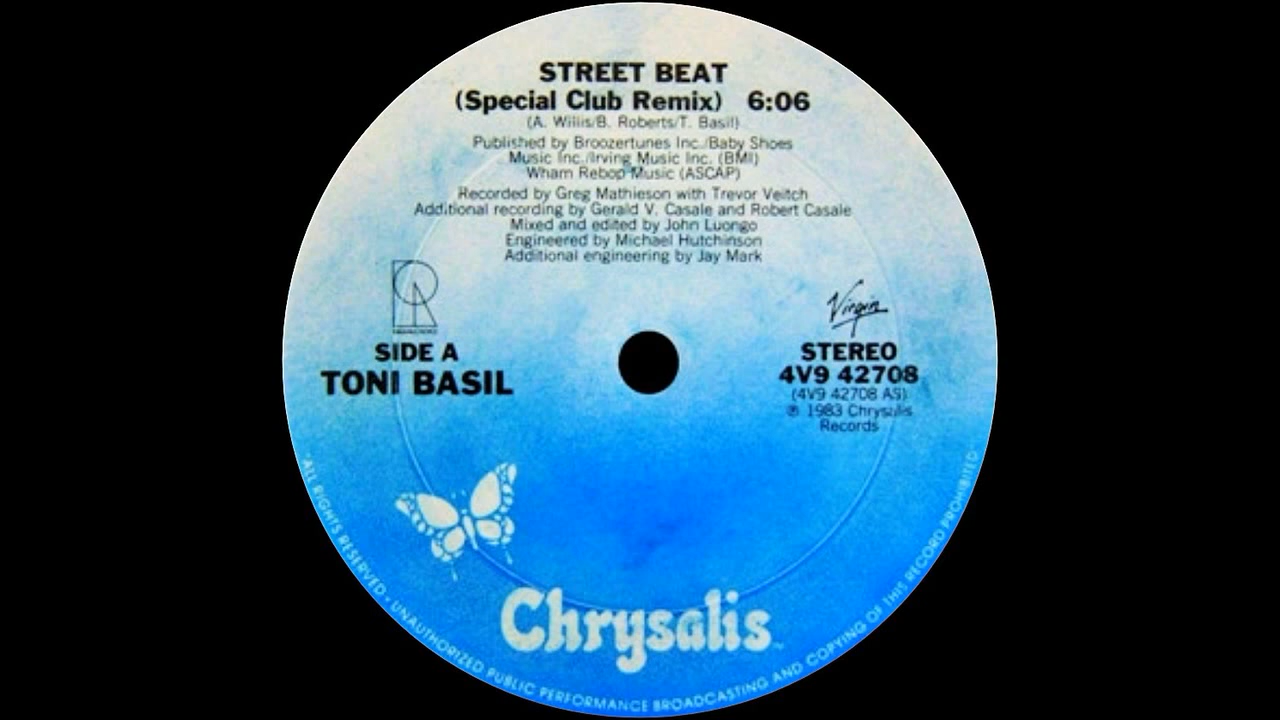 STREET BEAT
(Special Club Remix) 6:06
(A. Willis/B. Roberts/T. Basil)
Published by Broozertunes Inc./Baby Shoes
Music Inc./Irving Music Inc. (BMI)
Wham Rebop Music (ASCAP)
Recorded by Greg Mathieson with Trevor Veitch
Additional recording by Gerald V. Casale and Robert Casale
Mixed and edited by John Luongo
Engineered by Michael Hutchinson
Additional engineering by Jay Mark
Virgin
SIDE A
TONI BASIL
STEREO
4V9 42708
(4V9 42708 AS)
℗ 1983 Chrysalis
Records
Chrysalis
ALL RIGHTS RESERVED · UNAUTHORIZED PUBLIC PERFORMANCE BROADCASTING AND COPYING OF THIS RECORD PROHIBITED